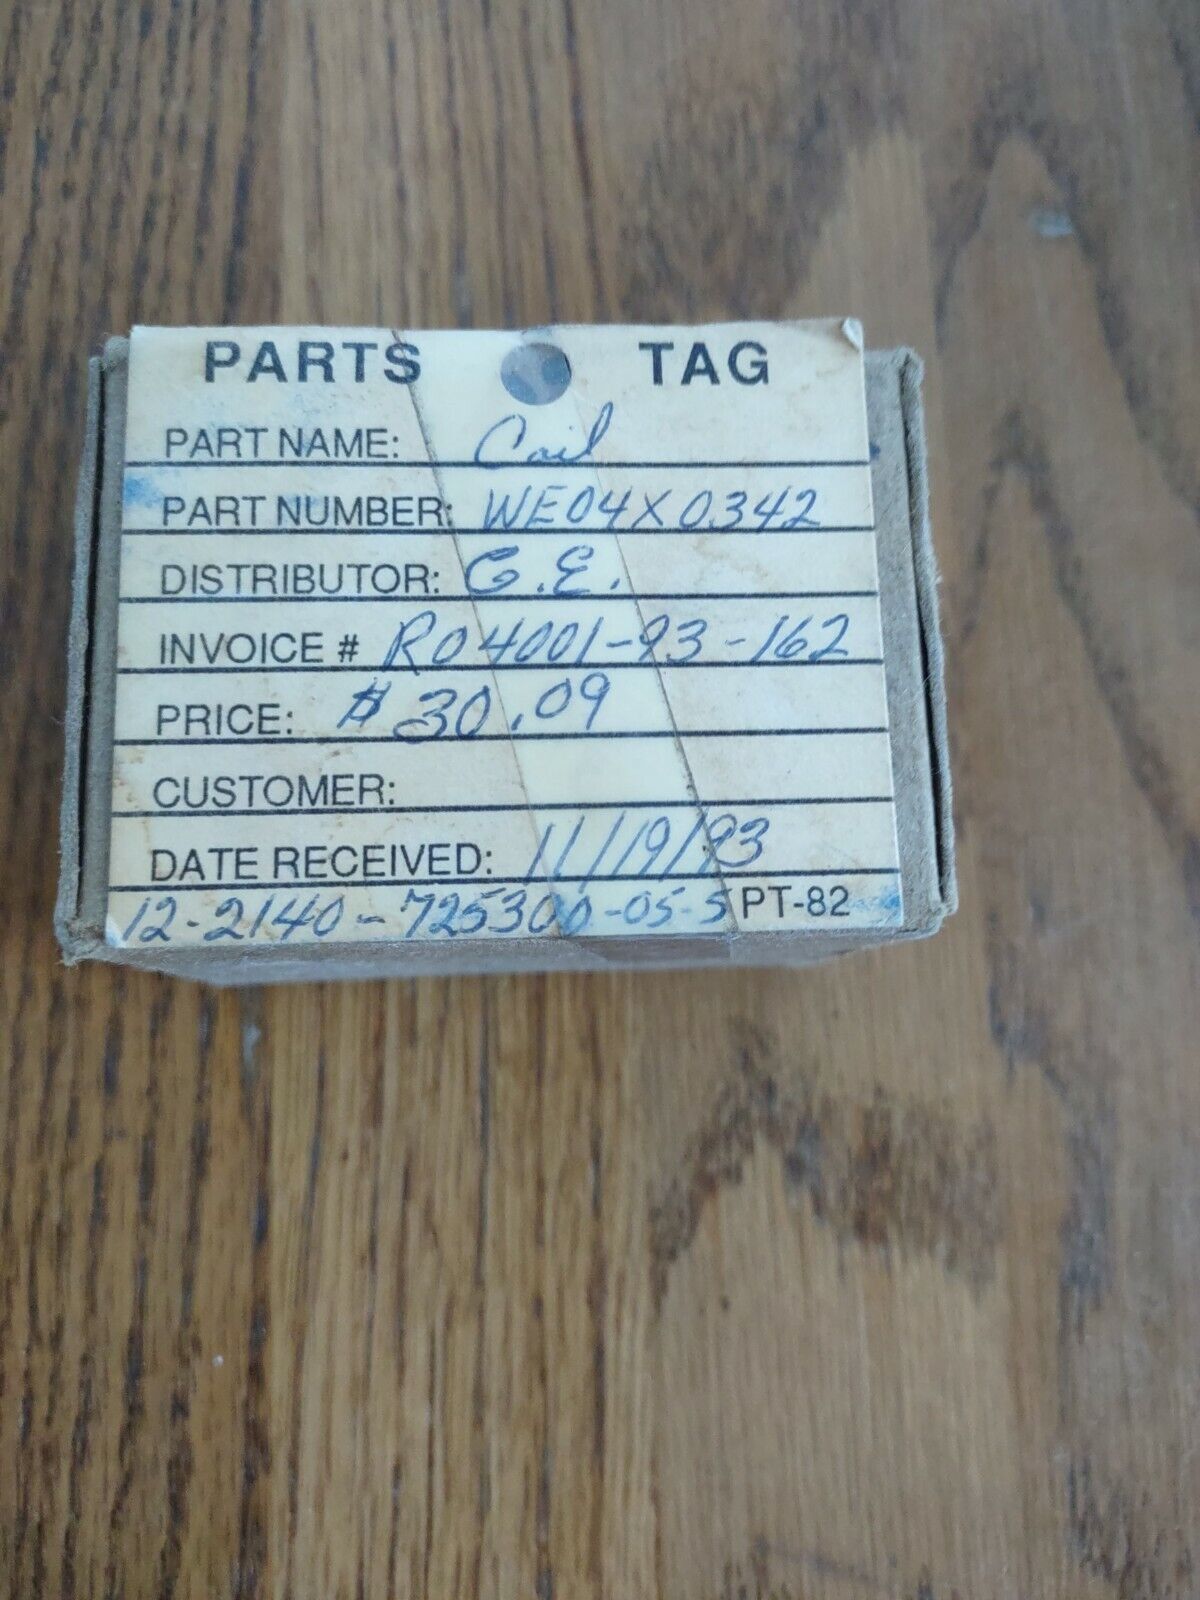 PARTS TAG
PART NAME: Coil
PART NUMBER: WE04X0342
DISTRIBUTOR: G.E.
INVOICE # R04001-93-162
PRICE: $30.09
CUSTOMER:
DATE RECEIVED: 11/19/93
12-2140-725300-05-5 PT-82